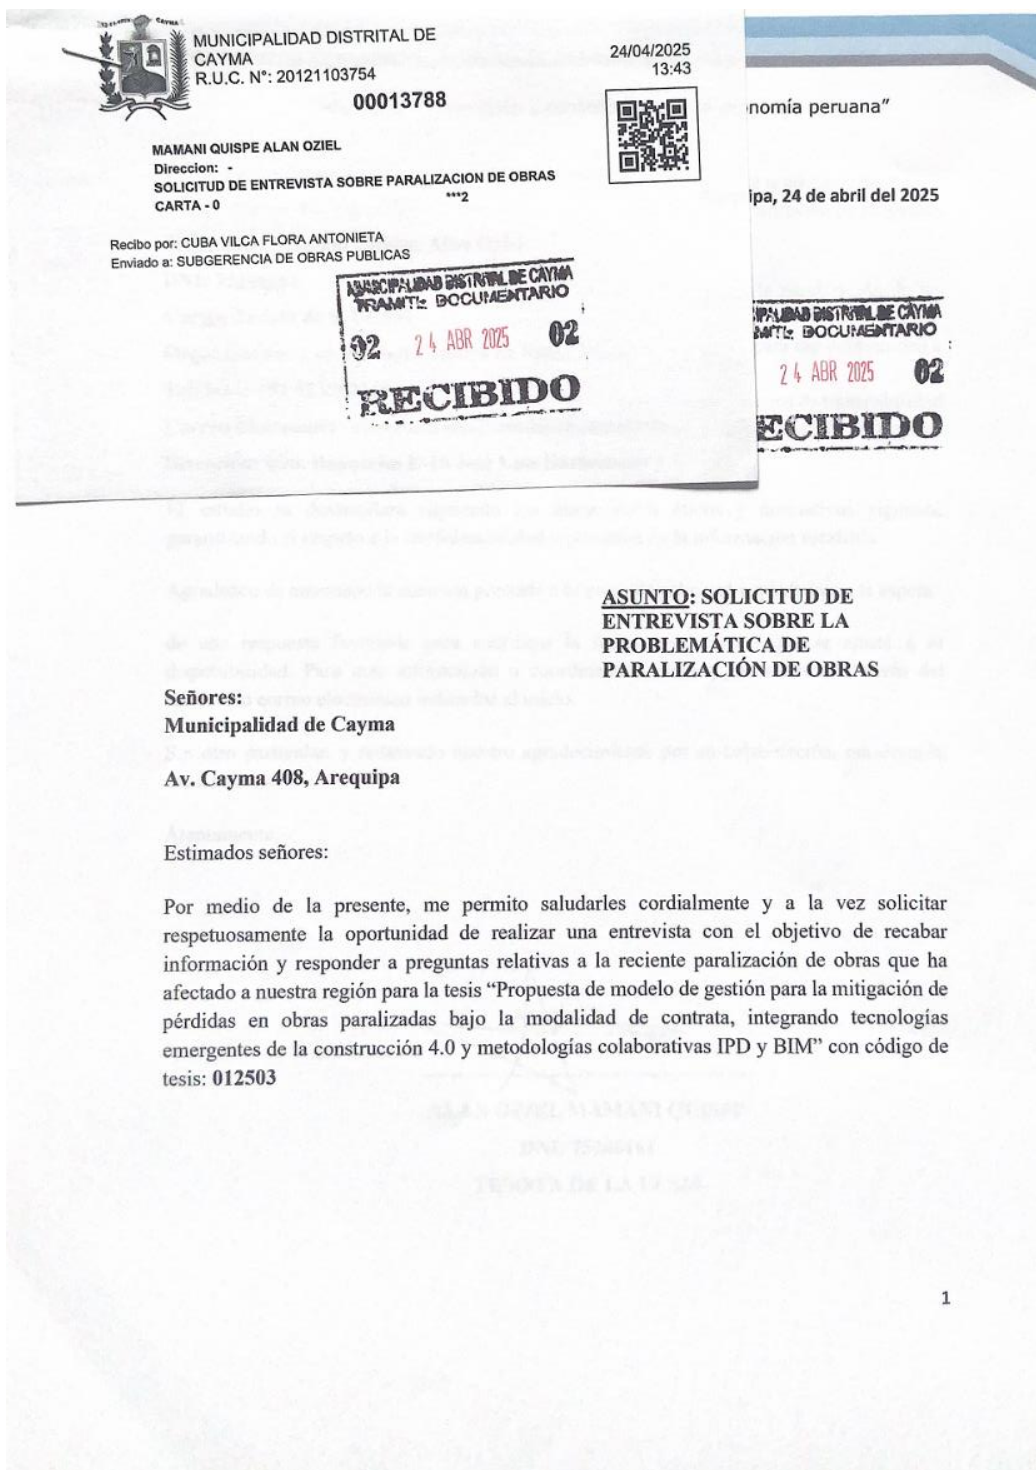 MUNICIPALIDAD DISTRITAL DE
CAYMA
R.U.C. N°: 20121103754
00013788
24/04/2025
13:43
MAMANI QUISPE ALAN OZIEL
Direccion: -
SOLICITUD DE ENTREVISTA SOBRE PARALIZACION DE OBRAS
CARTA - 0 ***2
Recibo por: CUBA VILCA FLORA ANTONIETA
Enviado a: SUBGERENCIA DE OBRAS PUBLICAS
MUNICIPALIDAD DISTRITAL DE CAYMA
TRAMITE DOCUMENTARIO
02 24 ABR 2025 02
RECIBIDO
nomía peruana”
ipa, 24 de abril del 2025
IPALIDAD DISTRITAL DE CAYMA
MITE DOCUMENTARIO
24 ABR 2025 02
ECIBIDO
ASUNTO: SOLICITUD DE
ENTREVISTA SOBRE LA
PROBLEMÁTICA DE
PARALIZACIÓN DE OBRAS
Señores:
Municipalidad de Cayma
Av. Cayma 408, Arequipa
Estimados señores:
Por medio de la presente, me permito saludarles cordialmente y a la vez solicitar
respetuosamente la oportunidad de realizar una entrevista con el objetivo de recabar
información y responder a preguntas relativas a la reciente paralización de obras que ha
afectado a nuestra región para la tesis “Propuesta de modelo de gestión para la mitigación de
pérdidas en obras paralizadas bajo la modalidad de contrata, integrando tecnologías
emergentes de la construcción 4.0 y metodologías colaborativas IPD y BIM” con código de
tesis: 012503
1